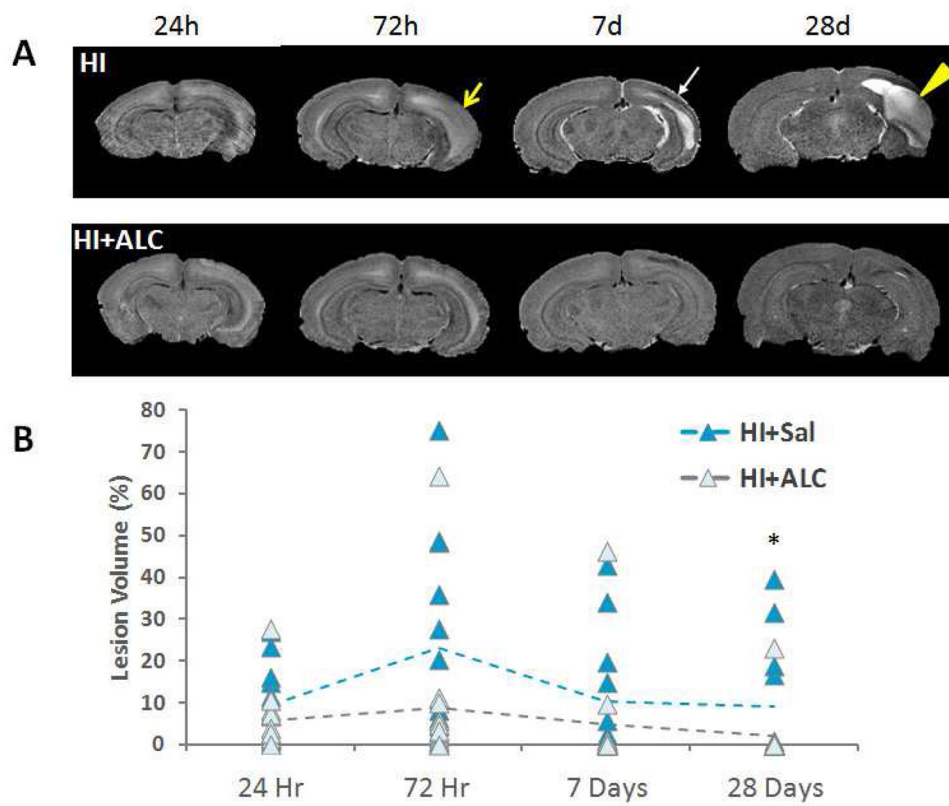 24h 72h 7d 28d
A
HI
HI+ALC
B
80
70
60
50
40
30
20
10
0
Lesion Volume (%)
HI+Sal
HI+ALC
*
24 Hr 72 Hr 7 Days 28 Days